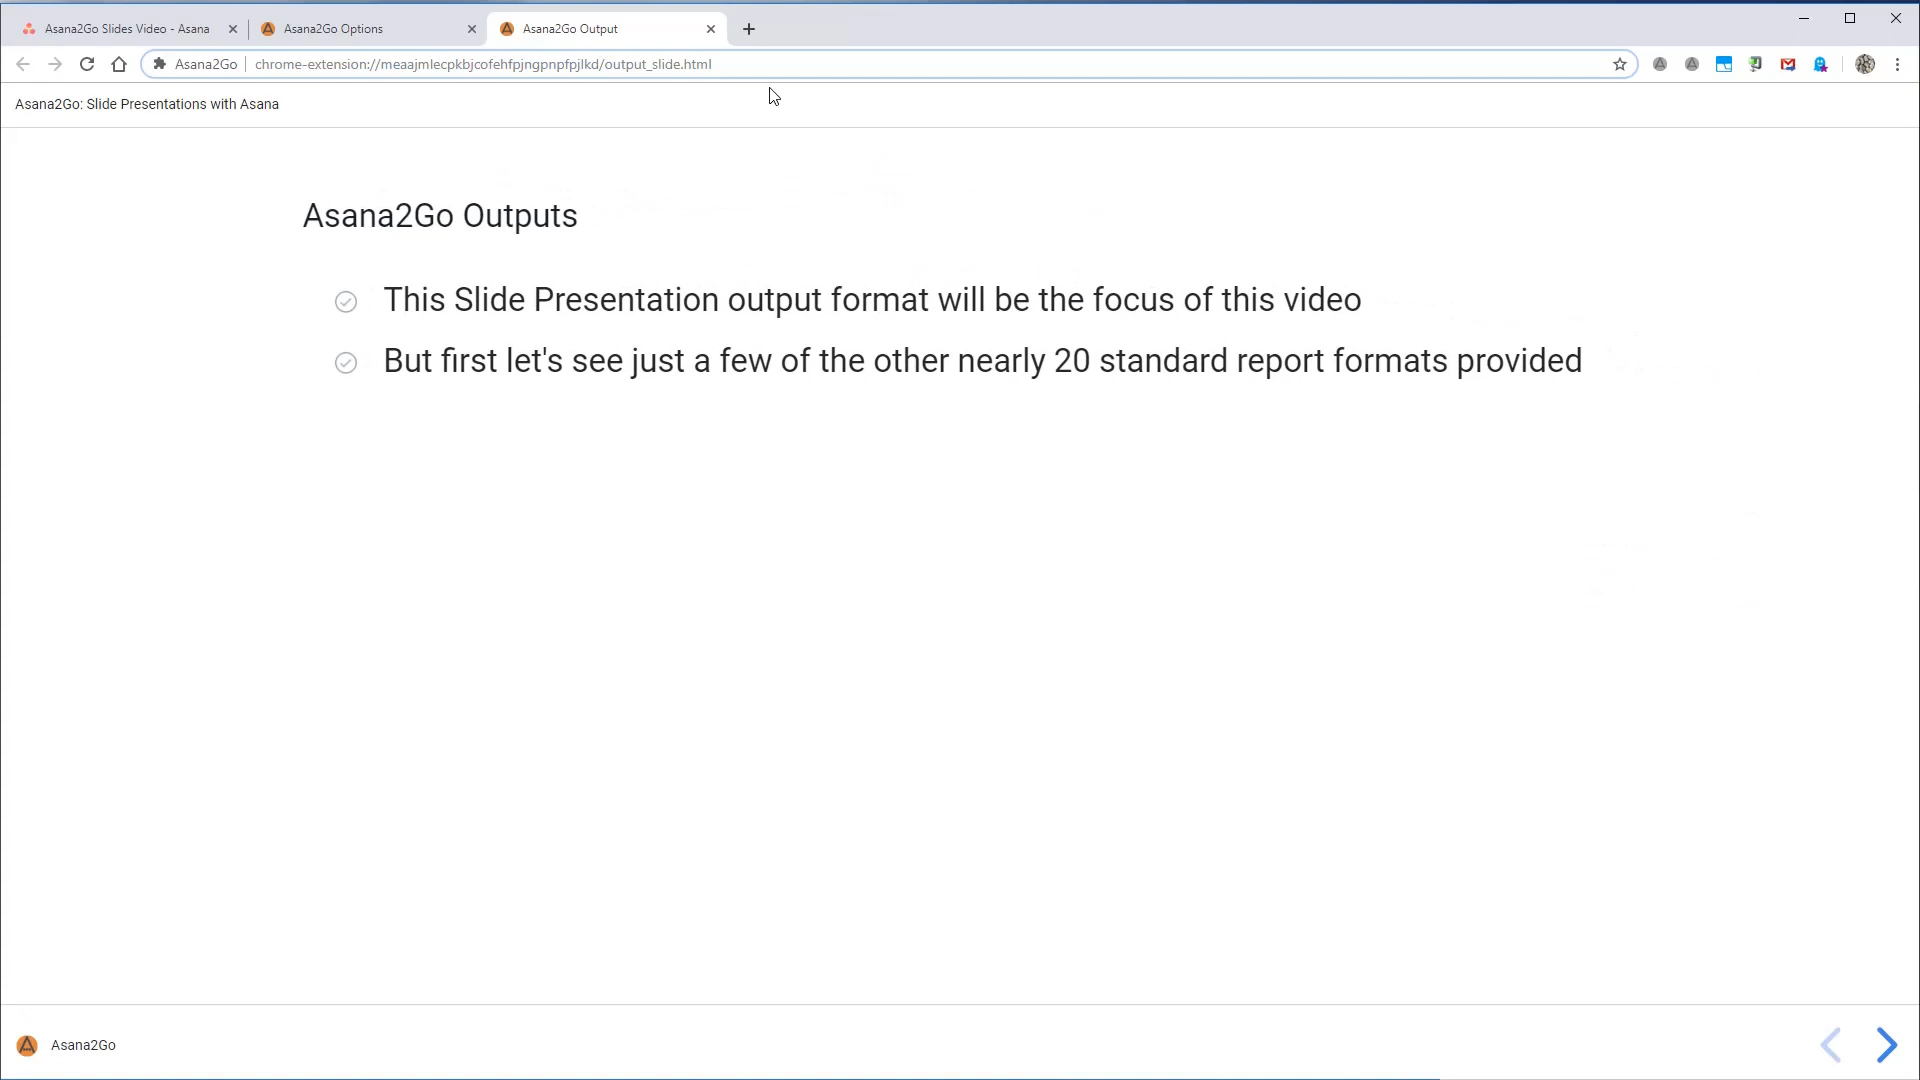 Asana2Go Slides Video - Asana
Asana2Go Options
Asana2Go Output
Asana2Go
chrome-extension://meaajmlecpkbjcofehfpjngpnpfpjlkd/output_slide.html
Asana2Go: Slide Presentations with Asana
Asana2Go Outputs
This Slide Presentation output format will be the focus of this video
But first let's see just a few of the other nearly 20 standard report formats provided
Asana2Go